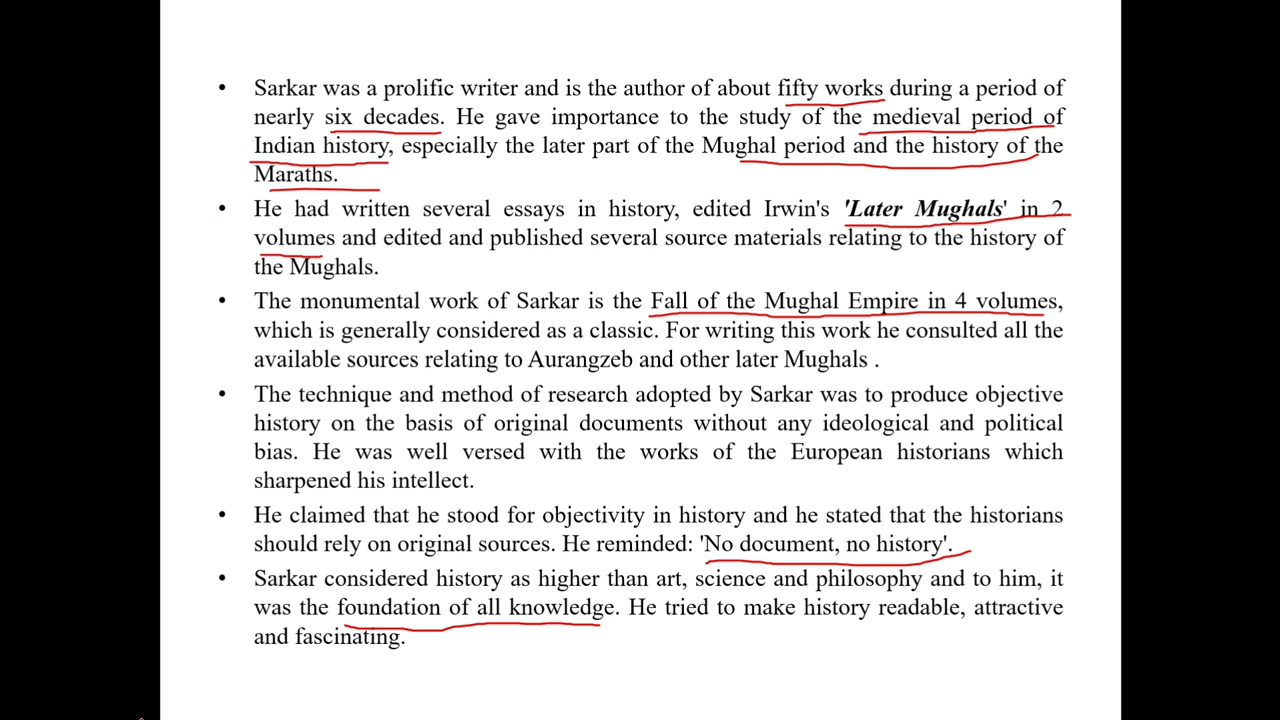 • Sarkar was a prolific writer and is the author of about fifty works during a period of
nearly six decades. He gave importance to the study of the medieval period of
Indian history, especially the later part of the Mughal period and the history of the
Maraths.
• He had written several essays in history, edited Irwin's 'Later Mughals' in 2
volumes and edited and published several source materials relating to the history of
the Mughals.
• The monumental work of Sarkar is the Fall of the Mughal Empire in 4 volumes,
which is generally considered as a classic. For writing this work he consulted all the
available sources relating to Aurangzeb and other later Mughals .
• The technique and method of research adopted by Sarkar was to produce objective
history on the basis of original documents without any ideological and political
bias. He was well versed with the works of the European historians which
sharpened his intellect.
• He claimed that he stood for objectivity in history and he stated that the historians
should rely on original sources. He reminded: 'No document, no history'.
• Sarkar considered history as higher than art, science and philosophy and to him, it
was the foundation of all knowledge. He tried to make history readable, attractive
and fascinating.